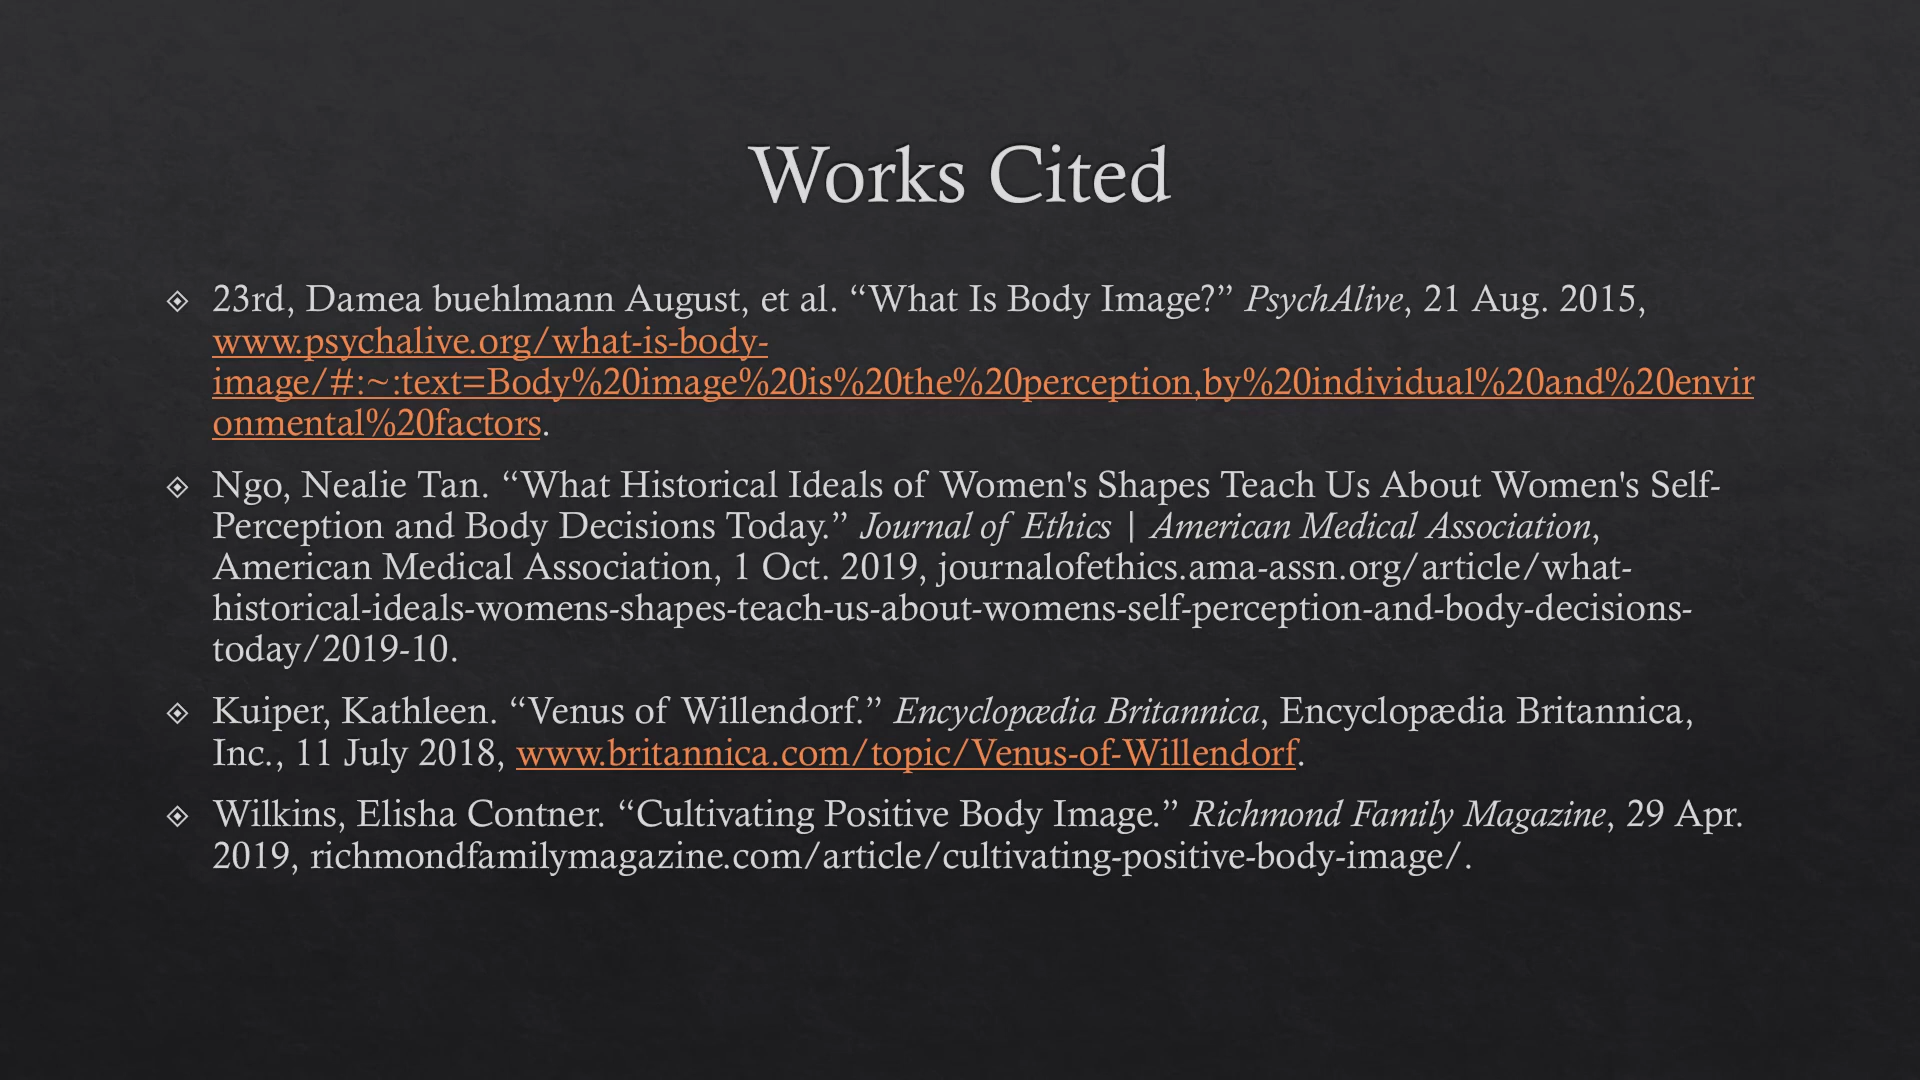 Works Cited
23rd, Damea buehlmann August, et al. “What Is Body Image?” PsychAlive, 21 Aug. 2015,
www.psychalive.org/what-is-body-
image/#:~:text=Body%20image%20is%20the%20perception,by%20individual%20and%20envir
onmental%20factors.
Ngo, Nealie Tan. “What Historical Ideals of Women's Shapes Teach Us About Women's Self-
Perception and Body Decisions Today.” Journal of Ethics | American Medical Association,
American Medical Association, 1 Oct. 2019, journalofethics.ama-assn.org/article/what-
historical-ideals-womens-shapes-teach-us-about-womens-self-perception-and-body-decisions-
today/2019-10.
Kuiper, Kathleen. “Venus of Willendorf.” Encyclopædia Britannica, Encyclopædia Britannica,
Inc., 11 July 2018, www.britannica.com/topic/Venus-of-Willendorf.
Wilkins, Elisha Contner. “Cultivating Positive Body Image.” Richmond Family Magazine, 29 Apr.
2019, richmondfamilymagazine.com/article/cultivating-positive-body-image/.